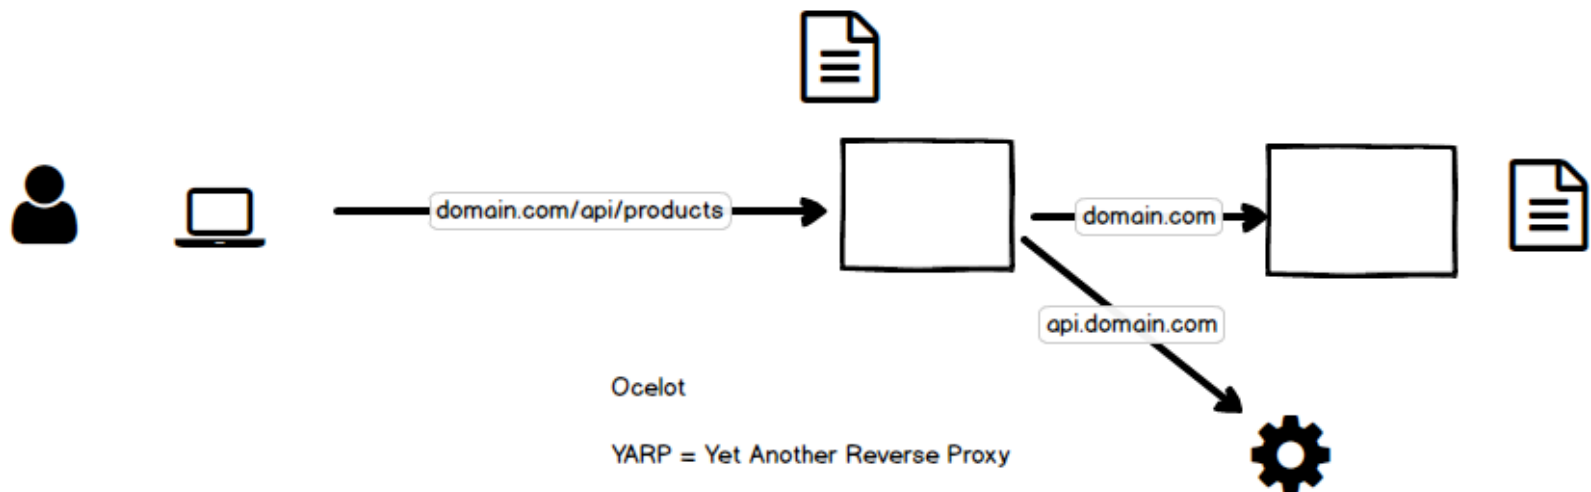 domain.com/api/products
domain.com
api.domain.com
Ocelot
YARP = Yet Another Reverse Proxy